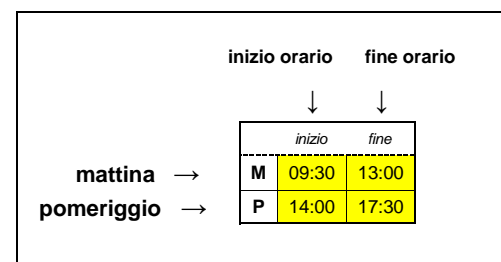 inizio orario fine orario
↓ ↓
inizio fine
mattina → M 09:30 13:00
pomeriggio → P 14:00 17:30